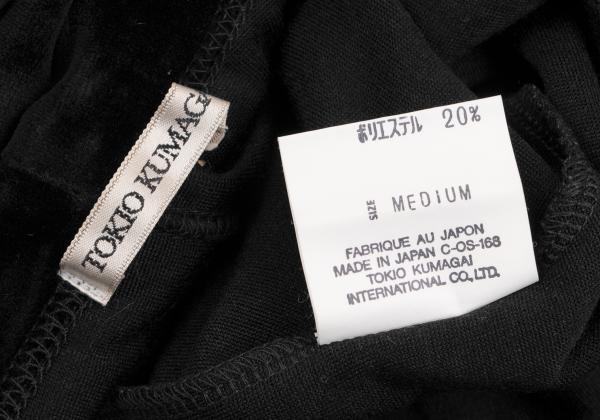 TOKIO KUMAG
ポリエステル 20%
SIZE MEDIUM
FABRIQUE AU JAPON
MADE IN JAPAN C-OS-168
TOKIO KUMAGAI
INTERNATIONAL CO., LTD.